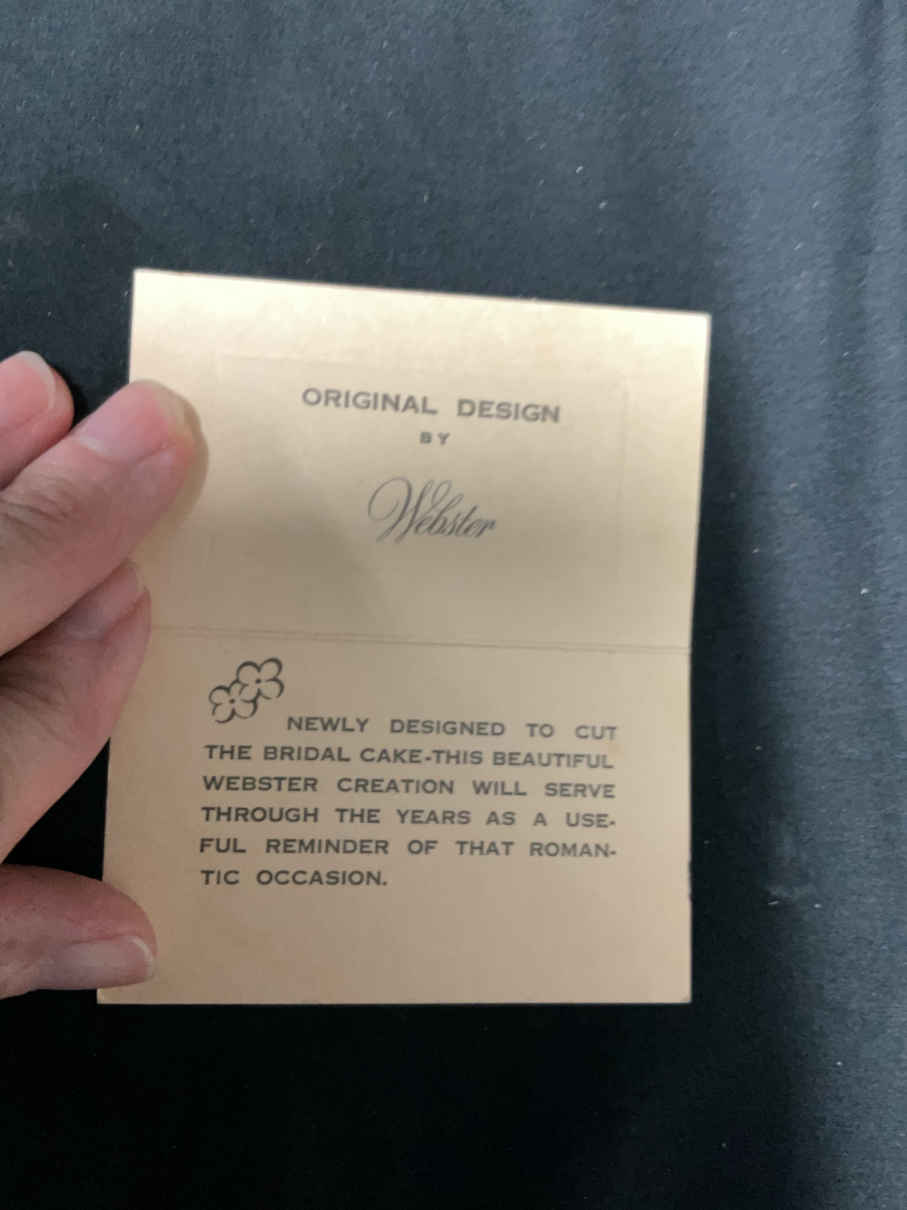 ORIGINAL DESIGN
BY
Webster
NEWLY DESIGNED TO CUT
THE BRIDAL CAKE-THIS BEAUTIFUL
WEBSTER CREATION WILL SERVE
THROUGH THE YEARS AS A USE-
FUL REMINDER OF THAT ROMAN-
TIC OCCASION.